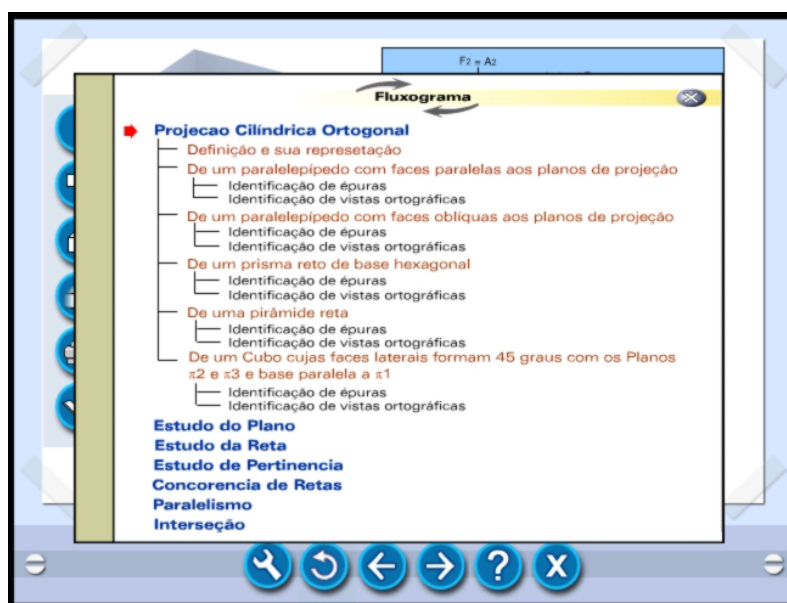 F2 = A2
Fluxograma
Projecao Cilíndrica Ortogonal
Definição e sua represetação
De um paralelepípedo com faces paralelas aos planos de projeção
Identificação de épuras
Identificação de vistas ortográficas
De um paralelepípedo com faces oblíquas aos planos de projeção
Identificação de épuras
Identificação de vistas ortográficas
De um prisma reto de base hexagonal
Identificação de épuras
Identificação de vistas ortográficas
De uma pirâmide reta
Identificação de épuras
Identificação de vistas ortográficas
De um Cubo cujas faces laterais formam 45 graus com os Planos
π2 e π3 e base paralela a π1
Identificação de épuras
Identificação de vistas ortográficas
Estudo do Plano
Estudo da Reta
Estudo de Pertinencia
Concorencia de Retas
Paralelismo
Interseção
? X